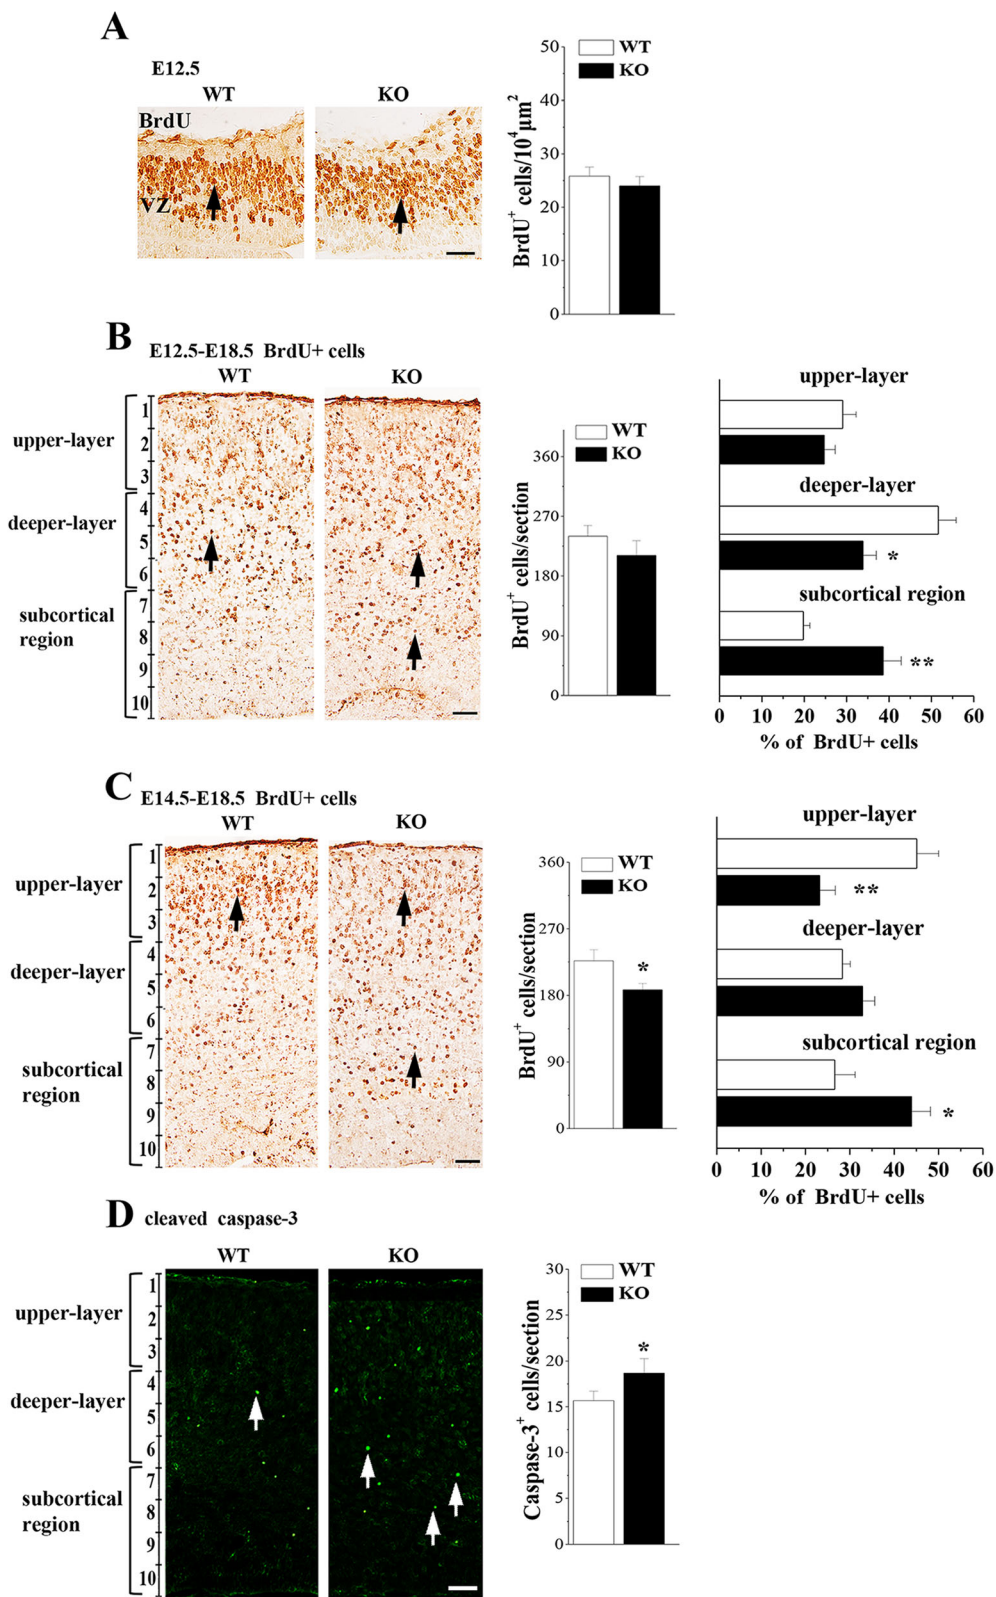 A
E12.5
WT
KO
BrdU
VZ
BrdU⁺ cells/10⁴μm²
50
40
30
20
10
0
WT
KO
B
E12.5-E18.5 BrdU+ cells
WT
KO
upper-layer
deeper-layer
subcortical
region
1
2
3
4
5
6
7
8
9
10
BrdU⁺ cells/section
360
270
180
90
0
WT
KO
upper-layer
deeper-layer
*
subcortical region
**
0 10 20 30 40 50 60
% of BrdU+ cells
C
E14.5-E18.5 BrdU+ cells
WT
KO
upper-layer
deeper-layer
subcortical
region
1
2
3
4
5
6
7
8
9
10
BrdU⁺ cells/section
360
270
180
90
0
WT
KO
*
upper-layer
**
deeper-layer
subcortical region
*
0 10 20 30 40 50 60
% of BrdU+ cells
D
cleaved caspase-3
WT
KO
upper-layer
deeper-layer
subcortical
region
1
2
3
4
5
6
7
8
9
10
Caspase-3⁺ cells/section
30
25
20
15
10
5
0
WT
KO
*